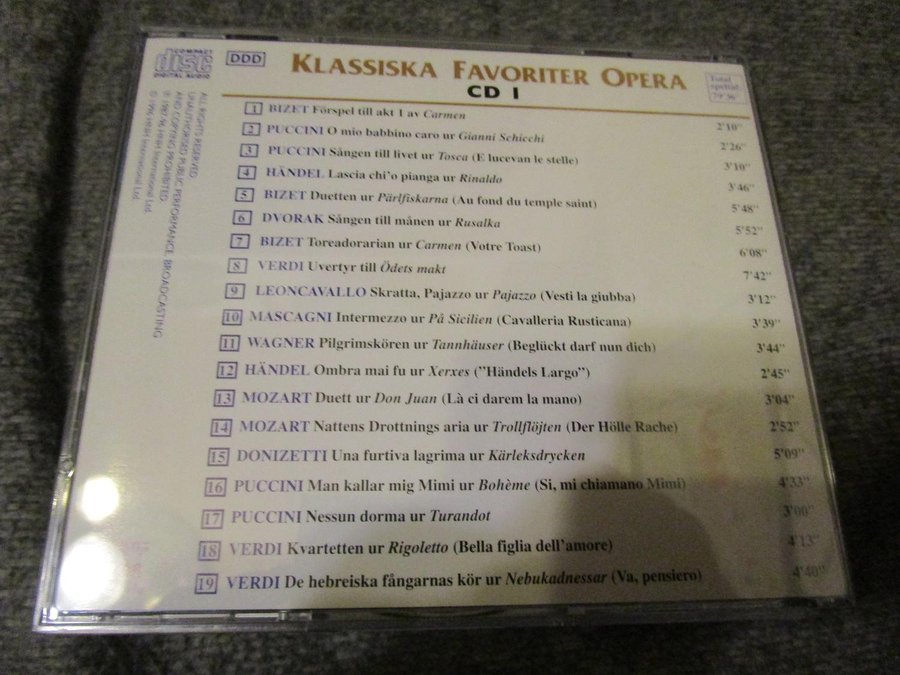 COMPACT
disc
DIGITAL AUDIO
DDD
KLASSISKA FAVORITER OPERA
CD 1
Total
speltid
79'36"
1 BIZET Förspel till akt 1 av Carmen 2'10"
2 PUCCINI O mio babbino caro ur Gianni Schicchi 2'26"
3 PUCCINI Sången till livet ur Tosca (E lucevan le stelle) 3'10"
4 HÄNDEL Lascia chi'o pianga ur Rinaldo 3'46"
5 BIZET Duetten ur Pärlfiskarna (Au fond du temple saint) 5'48"
6 DVORAK Sången till månen ur Rusalka 5'52"
7 BIZET Toreadorarian ur Carmen (Votre Toast) 6'08"
8 VERDI Uvertyr till Ödets makt 7'42"
9 LEONCAVALLO Skratta, Pajazzo ur Pajazzo (Vesti la giubba) 3'12"
10 MASCAGNI Intermezzo ur På Sicilien (Cavalleria Rusticana) 3'39"
11 WAGNER Pilgrimskören ur Tannhäuser (Beglückt darf nun dich) 3'44"
12 HÄNDEL Ombra mai fu ur Xerxes ("Händels Largo") 2'45"
13 MOZART Duett ur Don Juan (Là ci darem la mano) 3'04"
14 MOZART Nattens Drottnings aria ur Trollflöjten (Der Hölle Rache) 2'52"
15 DONIZETTI Una furtiva lagrima ur Kärleksdrycken 5'09"
16 PUCCINI Man kallar mig Mimi ur Bohème (Si, mi chiamano Mimi) 4'33"
17 PUCCINI Nessun dorma ur Turandot 3'00"
18 VERDI Kvartetten ur Rigoletto (Bella figlia dell'amore) 4'13"
19 VERDI De hebreiska fångarnas kör ur Nebukadnessar (Va, pensiero) 4'40"
ALL RIGHTS RESERVED.
UNAUTHORISED PUBLIC PERFORMANCE BROADCASTING
AND COPYING PROHIBITED.
℗ 1987-96 HNH International Ltd.
© 1996 HNH International Ltd.